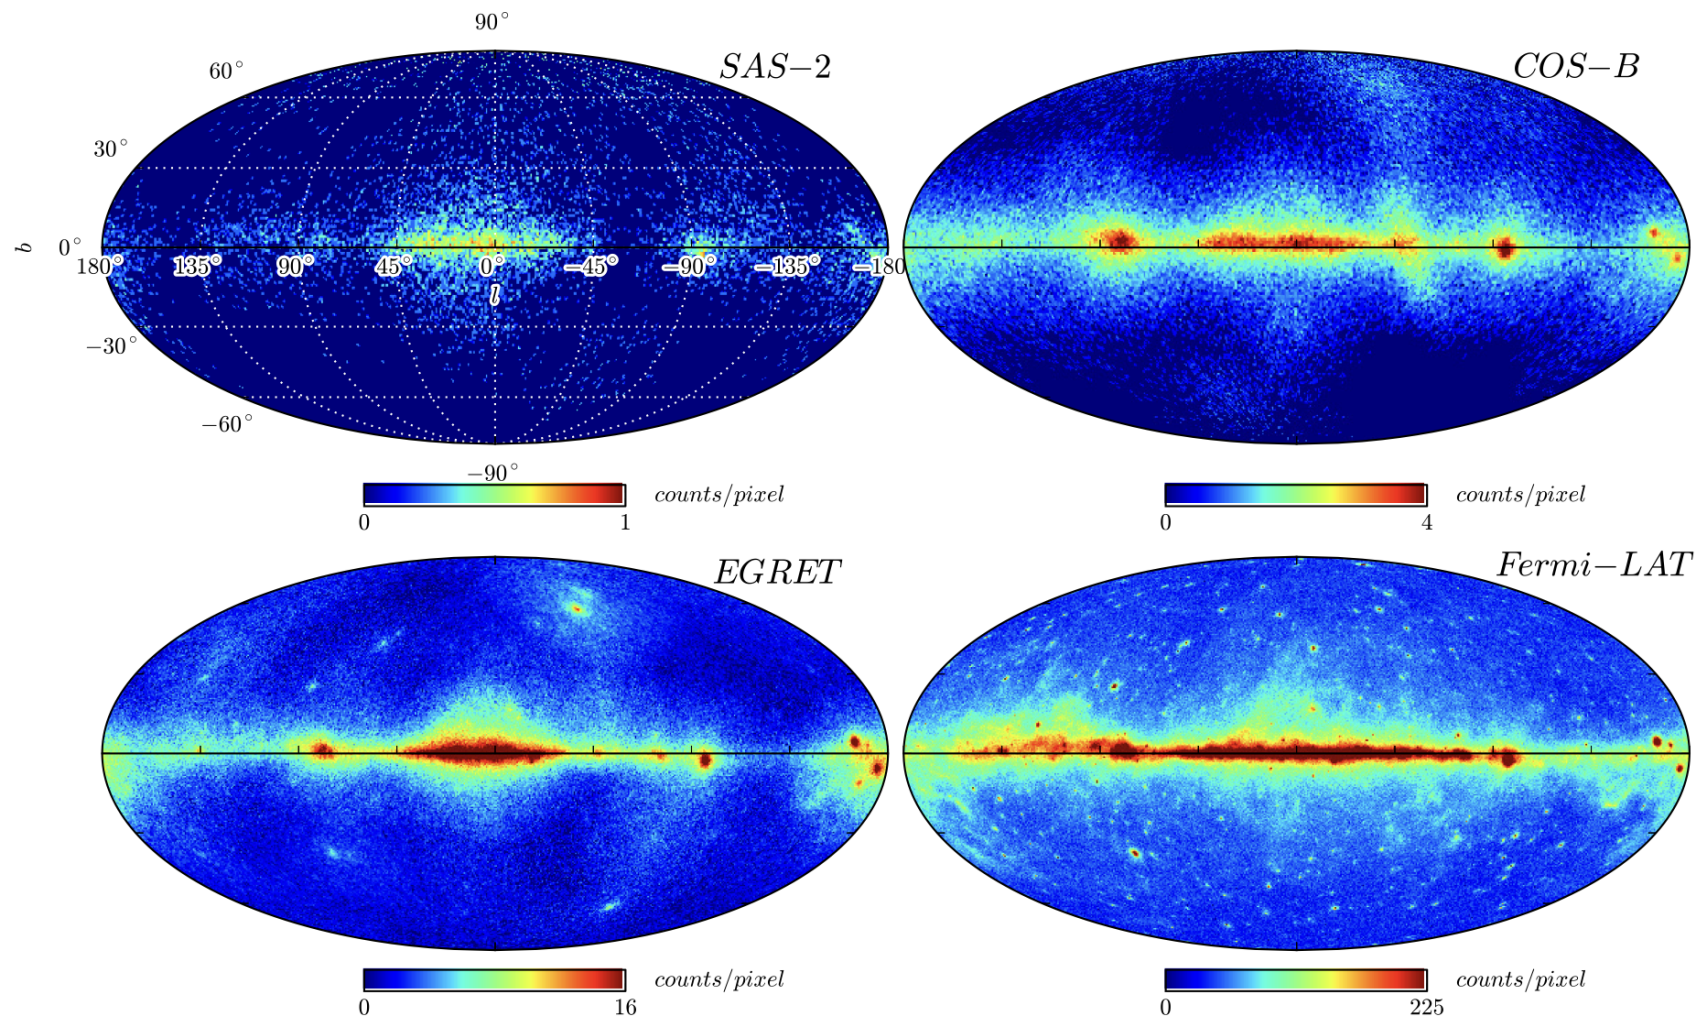 90°
SAS−2
COS−B
60°
30°
b
0°
180° 135° 90° 45° 0° −45° −90° −135° −180
l
−30°
−60°
−90°
counts/pixel
0 1
counts/pixel
0 4
EGRET
Fermi−LAT
counts/pixel
0 16
counts/pixel
0 225